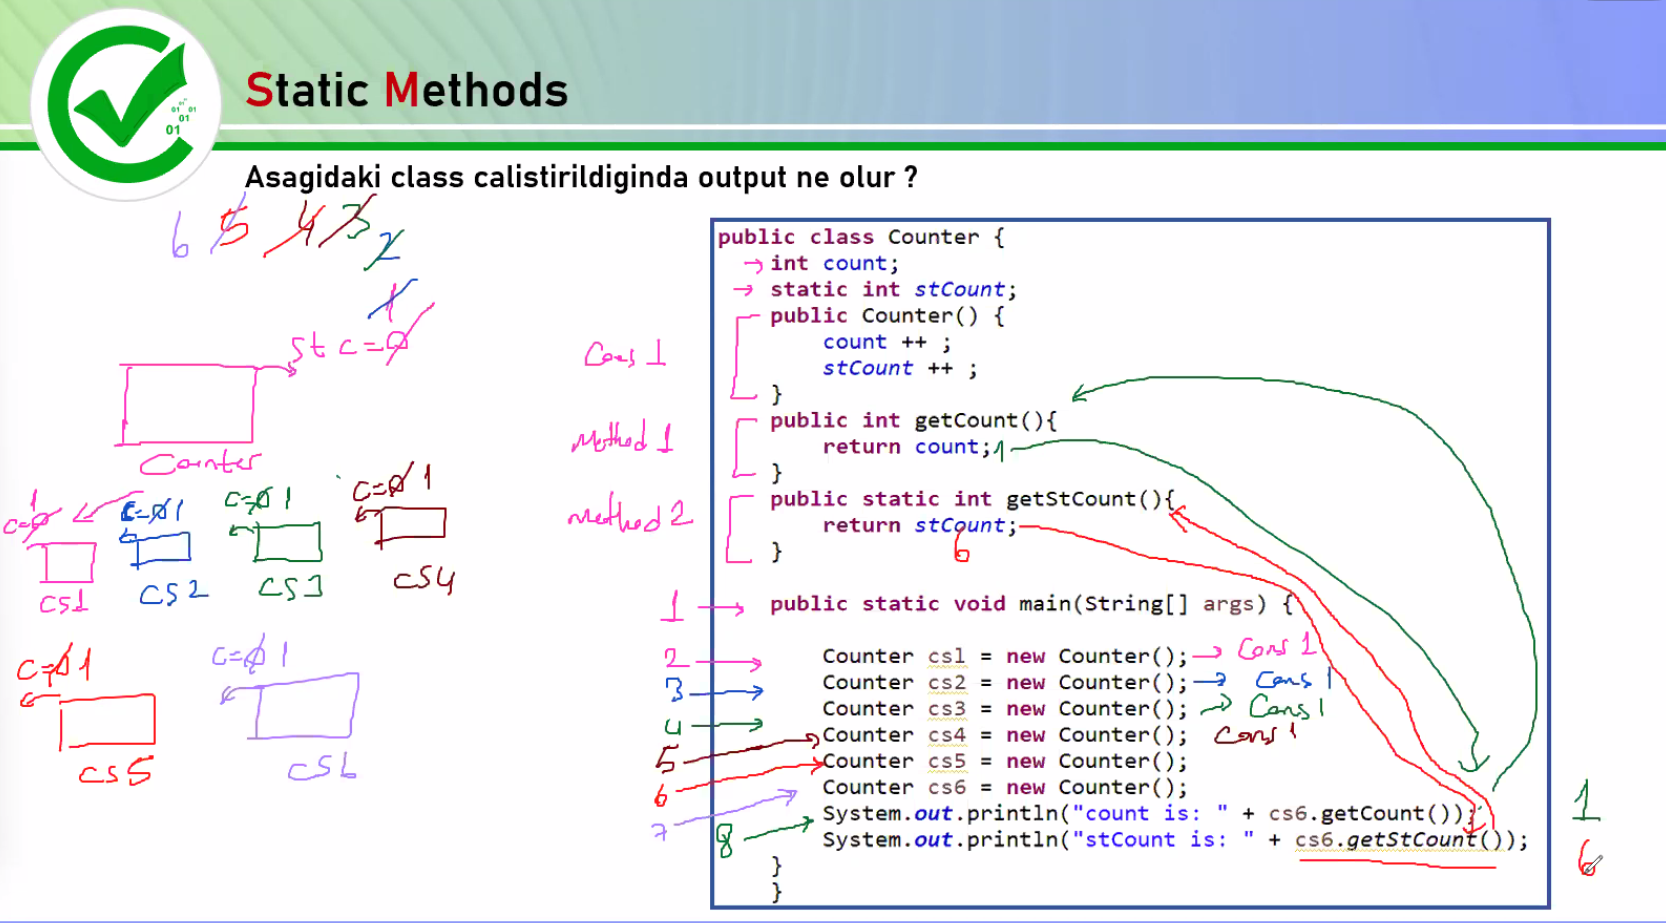 Static Methods
01 01
01
01
Asagidaki class calistirildiginda output ne olur ?
6 5 4 3 2
1
st c=0
Counter
1
c=0
cs1
c=0 1
cs2
c=0 1
cs3
c=0 1
cs4
c=0 1
cs5
c=0 1
cs6
Cons 1
Method 1
method 2
public class Counter {
int count;
static int stCount;
public Counter() {
count ++ ;
stCount ++ ;
}
public int getCount(){
return count; 1
}
public static int getStCount(){
return stCount;
6
}
1 public static void main(String[] args) {
2 Counter cs1 = new Counter(); Cons 1
3 Counter cs2 = new Counter(); Cons 1
4 Counter cs3 = new Counter(); Cons 1
5 Counter cs4 = new Counter(); Cons 1
6 Counter cs5 = new Counter();
7 Counter cs6 = new Counter();
8 System.out.println("count is: " + cs6.getCount()); 1
System.out.println("stCount is: " + cs6.getStCount()); 6
}
}